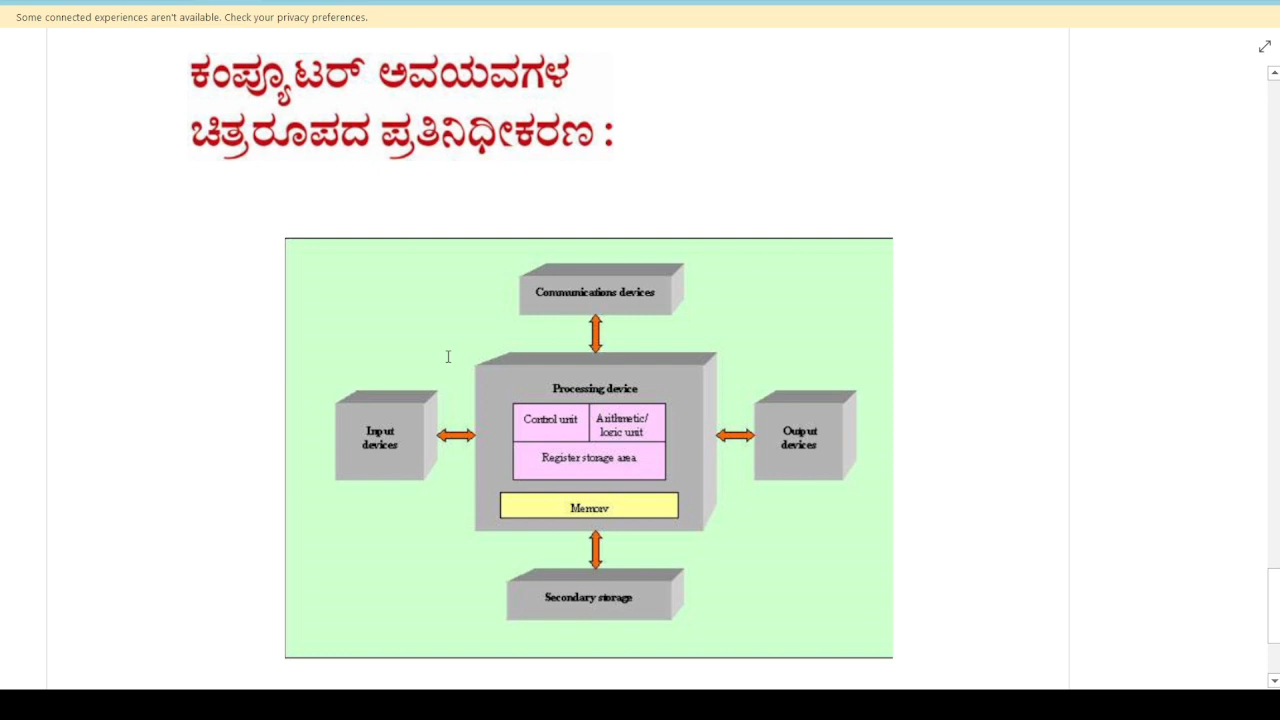 Some connected experiences aren't available. Check your privacy preferences.
ಕಂಪ್ಯೂಟರ್ ಅವಯವಗಳ
ಚಿತ್ರರೂಪದ ಪ್ರತಿನಿಧೀಕರಣ :
Communications devices
Processing device
Control unit
Arithmetic/
logic unit
Input
devices
Output
devices
Register storage area
Memory
Secondary storage